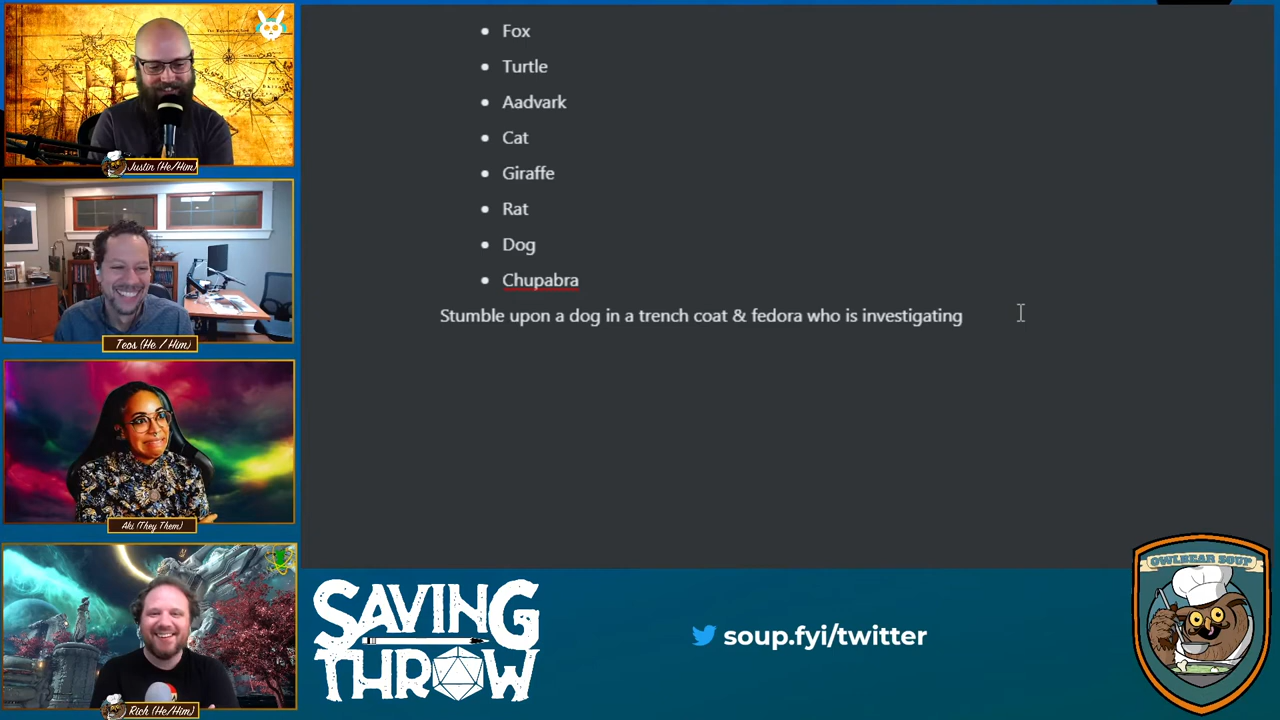 Fox
Turtle
Aadvark
Cat
Giraffe
Rat
Dog
Chupabra
Stumble upon a dog in a trench coat & fedora who is investigating
Justin (He/Him)
Teos (He / Him)
Aki (They Them)
Rich (He/Him)
SAVING
THROW
soup.fyi/twitter
OWLBEAR SOUP